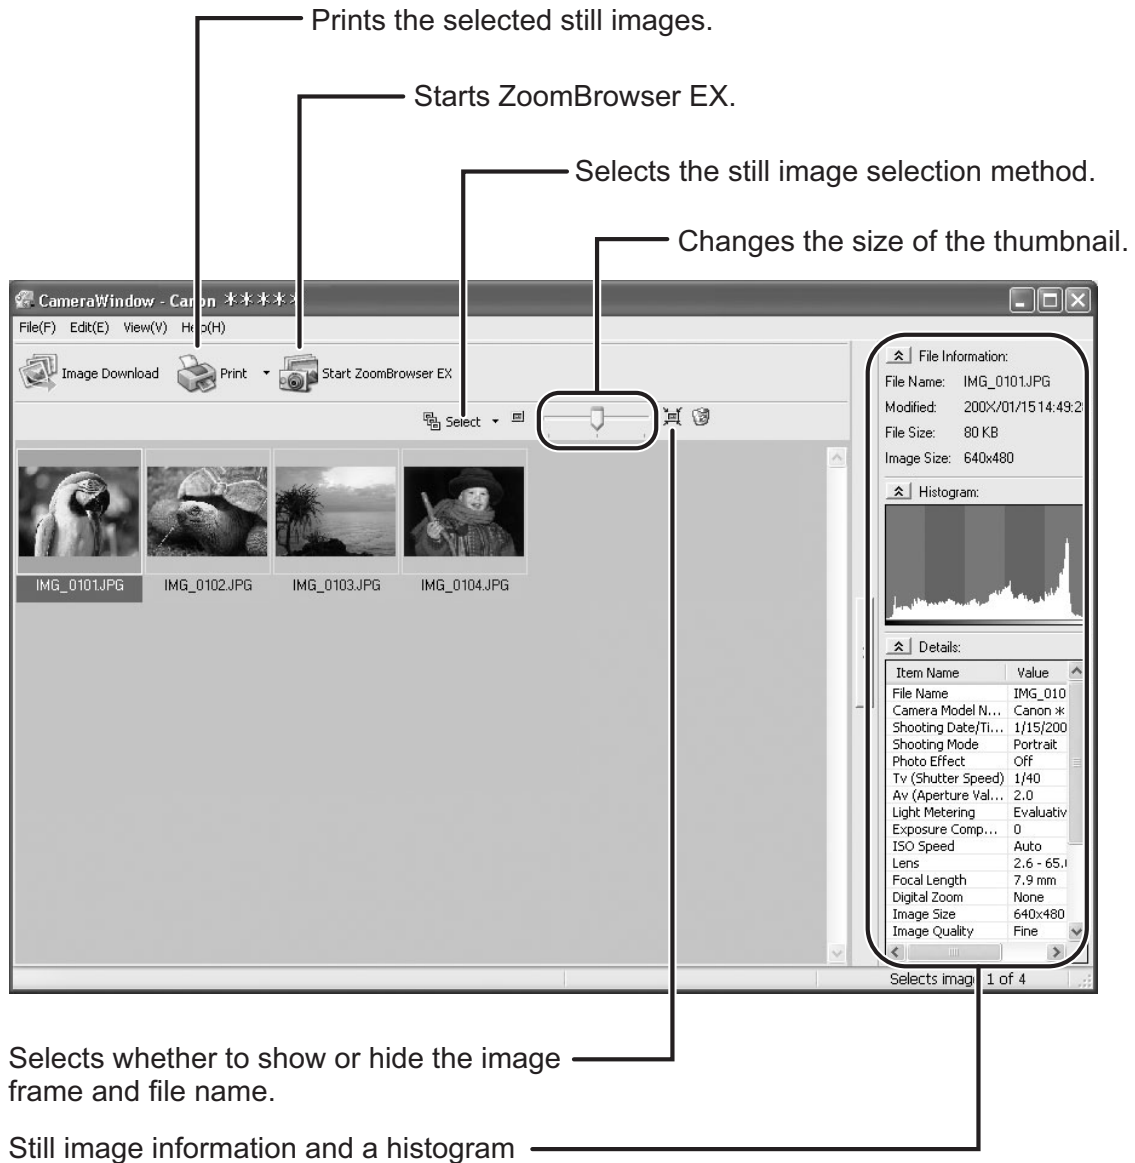 Prints the selected still images.
Starts ZoomBrowser EX.
Selects the still image selection method.
Changes the size of the thumbnail.
CameraWindow - Canon *****
File(F) Edit(E) View(V) Help(H)
Image Download Print Start ZoomBrowser EX
Select
IMG_0101.JPG IMG_0102.JPG IMG_0103.JPG IMG_0104.JPG
File Information:
File Name: IMG_0101.JPG
Modified: 200X/01/15 14:49:2
File Size: 80 KB
Image Size: 640x480
Histogram:
Details:
Item Name Value
File Name IMG_010
Camera Model N... Canon *
Shooting Date/Ti... 1/15/200
Shooting Mode Portrait
Photo Effect Off
Tv (Shutter Speed) 1/40
Av (Aperture Val... 2.0
Light Metering Evaluativ
Exposure Comp... 0
ISO Speed Auto
Lens 2.6 - 65.
Focal Length 7.9 mm
Digital Zoom None
Image Size 640x480
Image Quality Fine
Selects image 1 of 4
Selects whether to show or hide the image
frame and file name.
Still image information and a histogram